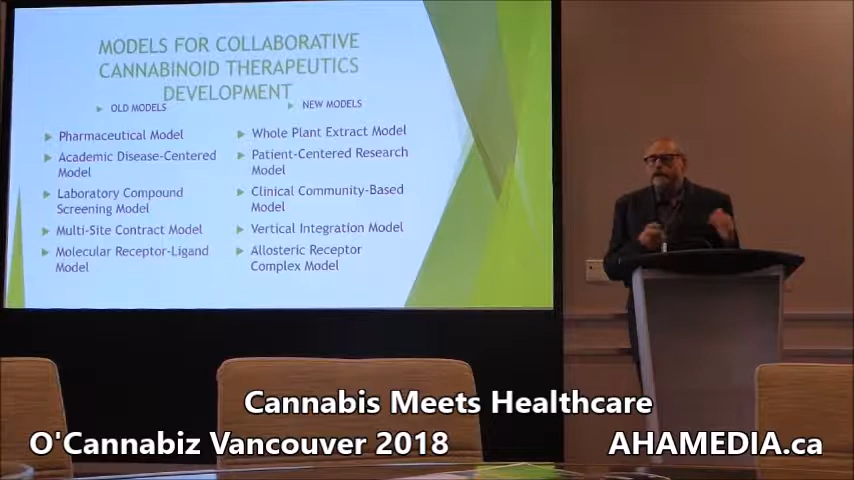 MODELS FOR COLLABORATIVE
CANNABINOID THERAPEUTICS
DEVELOPMENT
OLD MODELS
Pharmaceutical Model
Academic Disease-Centered
Model
Laboratory Compound
Screening Model
Multi-Site Contract Model
Molecular Receptor-Ligand
Model
NEW MODELS
Whole Plant Extract Model
Patient-Centered Research
Model
Clinical Community-Based
Model
Vertical Integration Model
Allosteric Receptor
Complex Model
Cannabis Meets Healthcare
O'Cannabiz Vancouver 2018
AHAMEDIA.ca